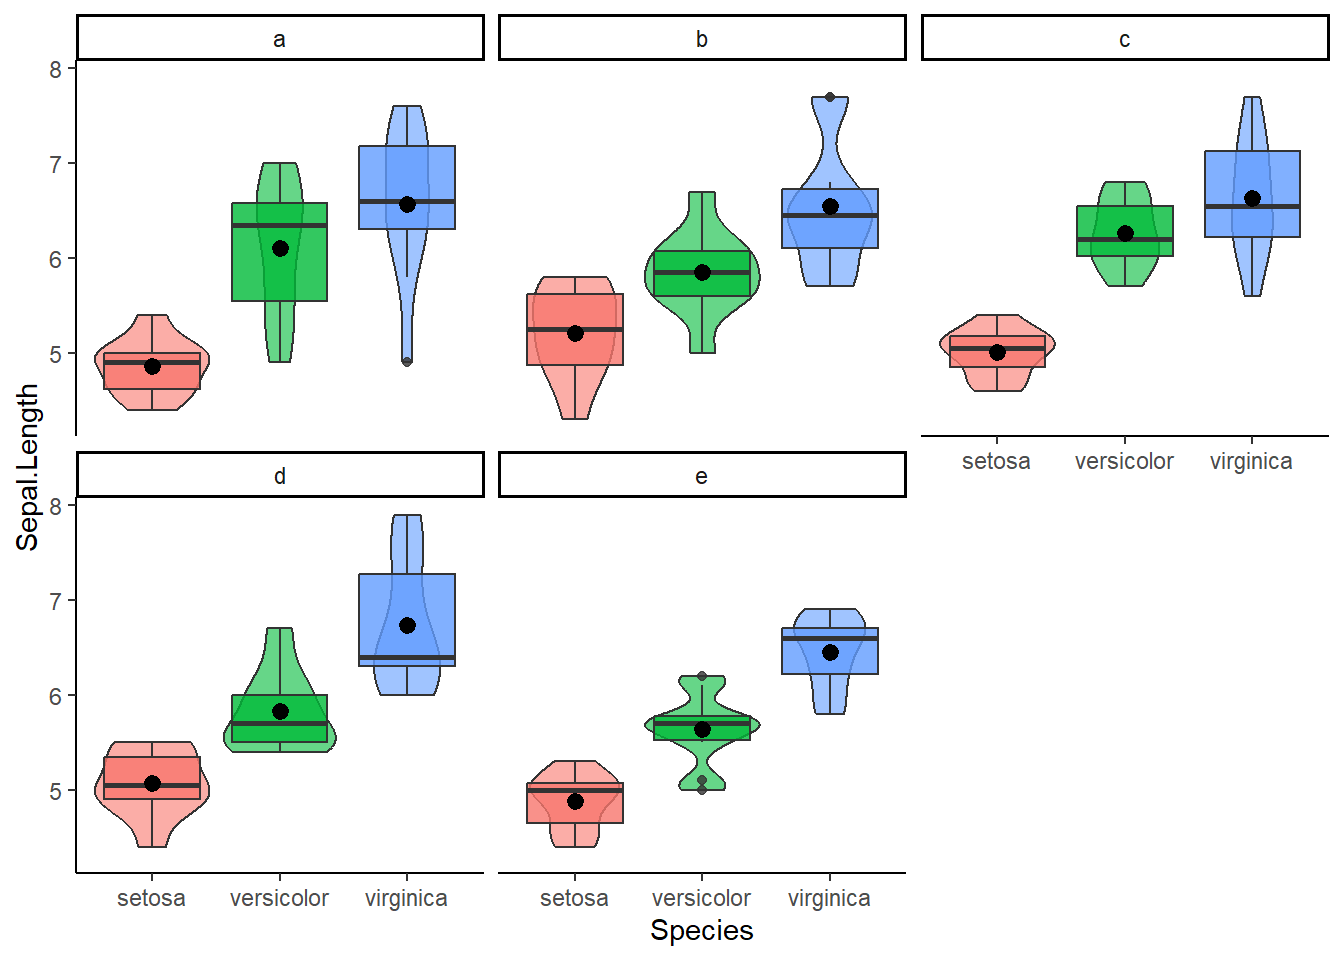 a
b
c
8
7
6
5
setosa
versicolor
virginica
Sepal.Length
d
e
8
7
6
5
setosa
versicolor
virginica
setosa
versicolor
virginica
Species